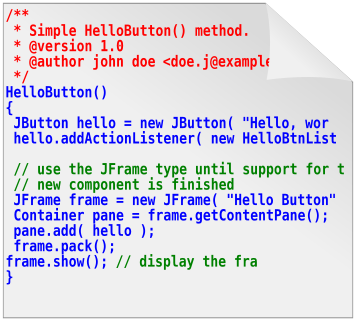 /**
 * Simple HelloButton() method.
 * @version 1.0
 * @author john doe <doe.j@example
 */
HelloButton()
{
 JButton hello = new JButton( "Hello, wor
 hello.addActionListener( new HelloBtnList

 // use the JFrame type until support for t
 // new component is finished
 JFrame frame = new JFrame( "Hello Button"
 Container pane = frame.getContentPane();
 pane.add( hello );
 frame.pack();
frame.show(); // display the fra
}